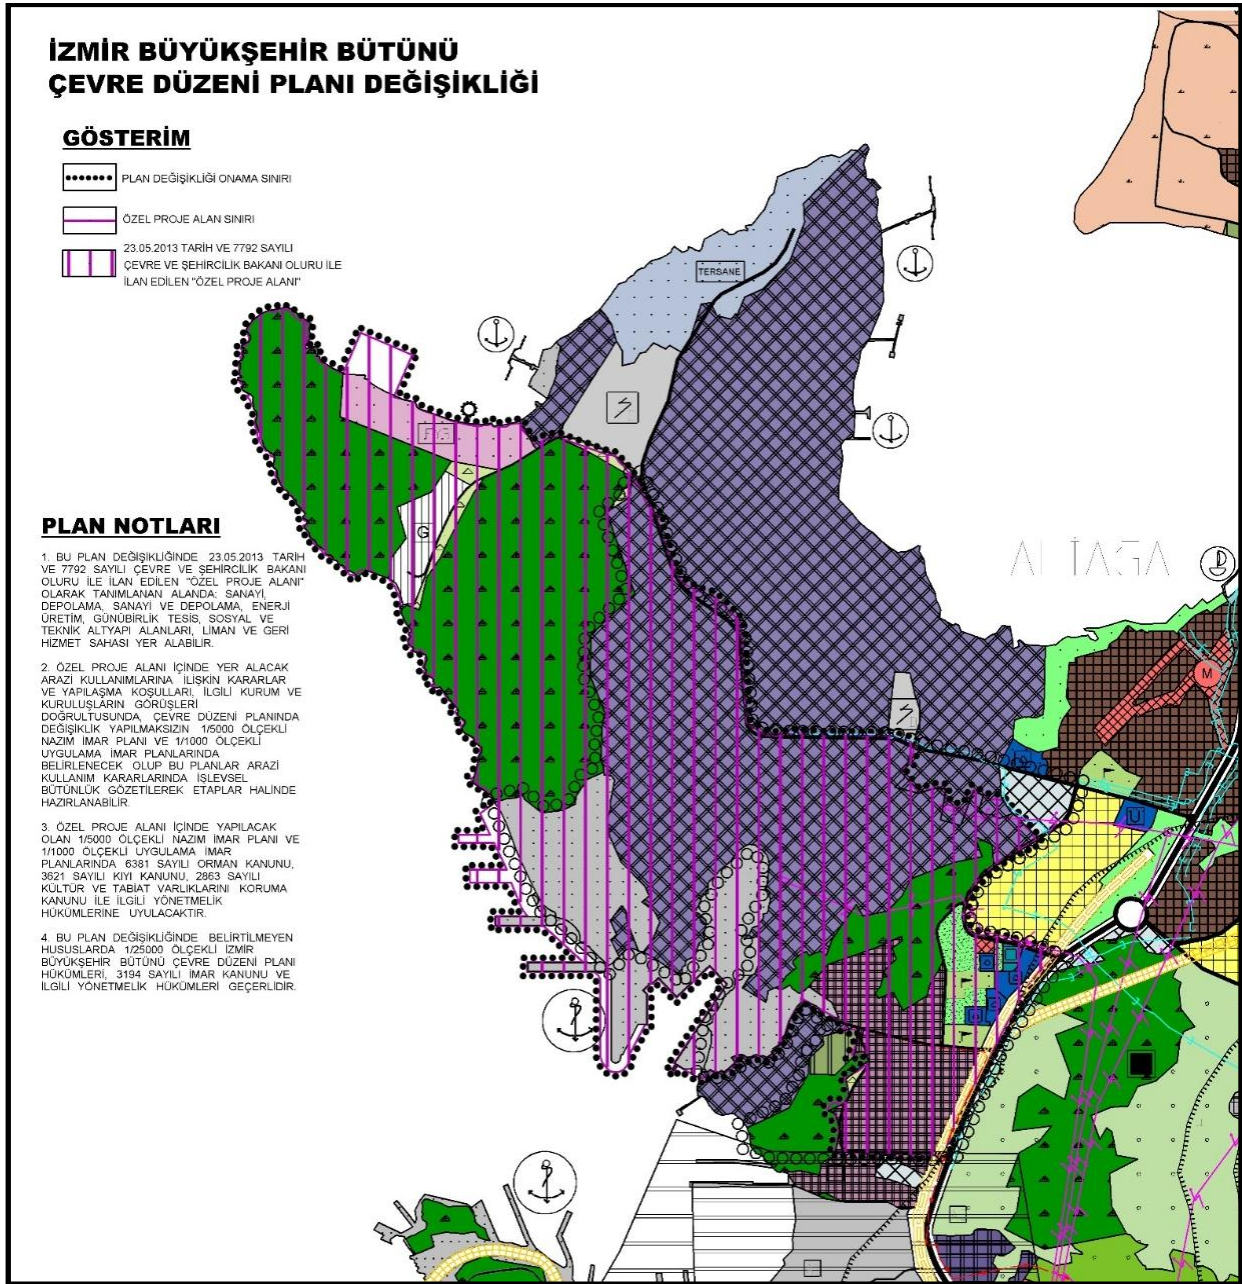 İZMİR BÜYÜKŞEHİR BÜTÜNÜ
ÇEVRE DÜZENİ PLANI DEĞİŞİKLİĞİ
GÖSTERİM
PLAN DEĞİŞİKLİĞİ ONAMA SINIRI
ÖZEL PROJE ALAN SINIRI
23.05.2013 TARİH VE 7792 SAYILI
ÇEVRE VE ŞEHİRCİLİK BAKANI OLURU İLE
İLAN EDİLEN "ÖZEL PROJE ALANI"
TERSANE
G
PLAN NOTLARI
1. BU PLAN DEĞİŞİKLİĞİNDE 23.05.2013 TARİH
VE 7792 SAYILI ÇEVRE VE ŞEHİRCİLİK BAKANI
OLURU İLE İLAN EDİLEN "ÖZEL PROJE ALANI"
OLARAK TANIMLANAN ALANDA; SANAYİ,
DEPOLAMA, SANAYİ VE DEPOLAMA, ENERJİ
ÜRETİM, GÜNÜBİRLİK TESİS, SOSYAL VE
TEKNİK ALTYAPI ALANLARI, LİMAN VE GERİ
HİZMET SAHASI YER ALABİLİR.
2. ÖZEL PROJE ALANI İÇİNDE YER ALACAK
ARAZİ KULLANIMLARINA İLİŞKİN KARARLAR
VE YAPILAŞMA KOŞULLARI, İLGİLİ KURUM VE
KURULUŞLARIN GÖRÜŞLERİ
DOĞRULTUSUNDA, ÇEVRE DÜZENİ PLANINDA
DEĞİŞİKLİK YAPILMAKSIZIN 1/5000 ÖLÇEKLİ
NAZIM İMAR PLANI VE 1/1000 ÖLÇEKLİ
UYGULAMA İMAR PLANLARINDA
BELİRLENECEK OLUP BU PLANLAR ARAZİ
KULLANIM KARARLARINDA İŞLEVSEL
BÜTÜNLÜK GÖZETİLEREK ETAPLAR HALİNDE
HAZIRLANABİLİR.
3. ÖZEL PROJE ALANI İÇİNDE YAPILACAK
OLAN 1/5000 ÖLÇEKLİ NAZIM İMAR PLANI VE
1/1000 ÖLÇEKLİ UYGULAMA İMAR
PLANLARINDA 6381 SAYILI ORMAN KANUNU,
3621 SAYILI KIYI KANUNU, 2863 SAYILI
KÜLTÜR VE TABİAT VARLIKLARINI KORUMA
KANUNU İLE İLGİLİ YÖNETMELİK
HÜKÜMLERİNE UYULACAKTIR.
4. BU PLAN DEĞİŞİKLİĞİNDE BELİRTİLMEYEN
HUSUSLARDA 1/25000 ÖLÇEKLİ İZMİR
BÜYÜKŞEHİR BÜTÜNÜ ÇEVRE DÜZENİ PLANI
HÜKÜMLERİ, 3194 SAYILI İMAR KANUNU VE
İLGİLİ YÖNETMELİK HÜKÜMLERİ GEÇERLİDİR.
ALİAĞA
M
U